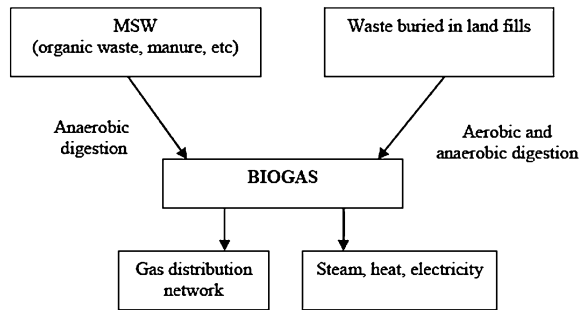 MSW
(organic waste, manure, etc)
Waste buried in land fills
Anaerobic
digestion
Aerobic and
anaerobic digestion
BIOGAS
Gas distribution
network
Steam, heat, electricity